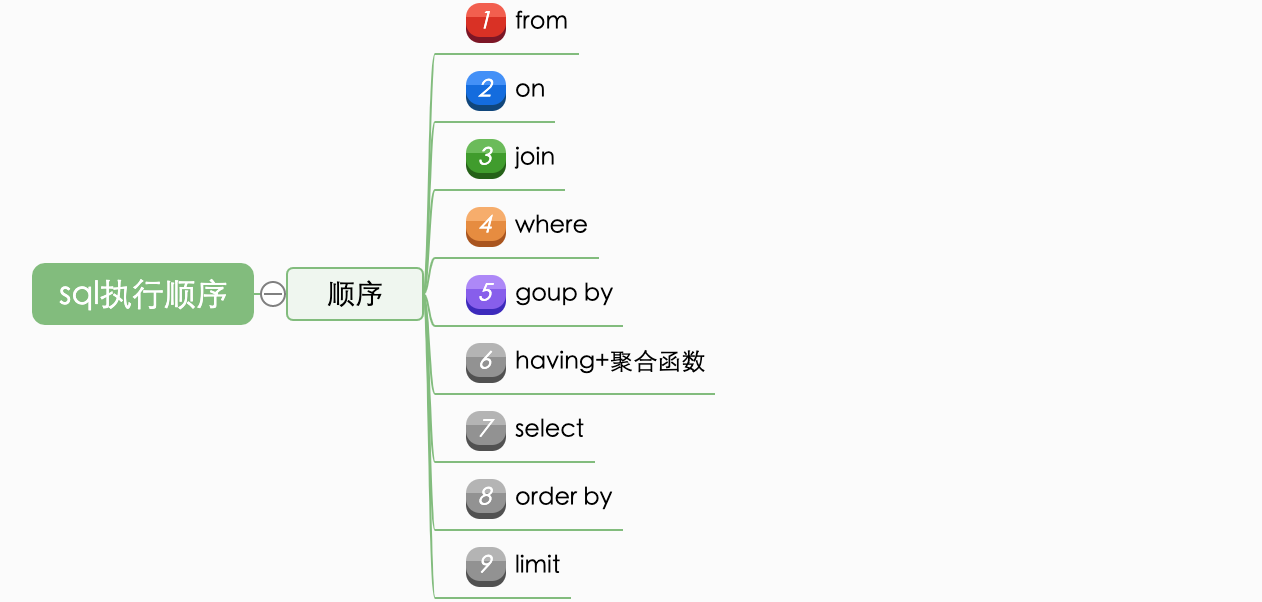 1 from
2 on
3 join
4 where
sql执行顺序
顺序
5 goup by
6 having+聚合函数
7 select
8 order by
9 limit